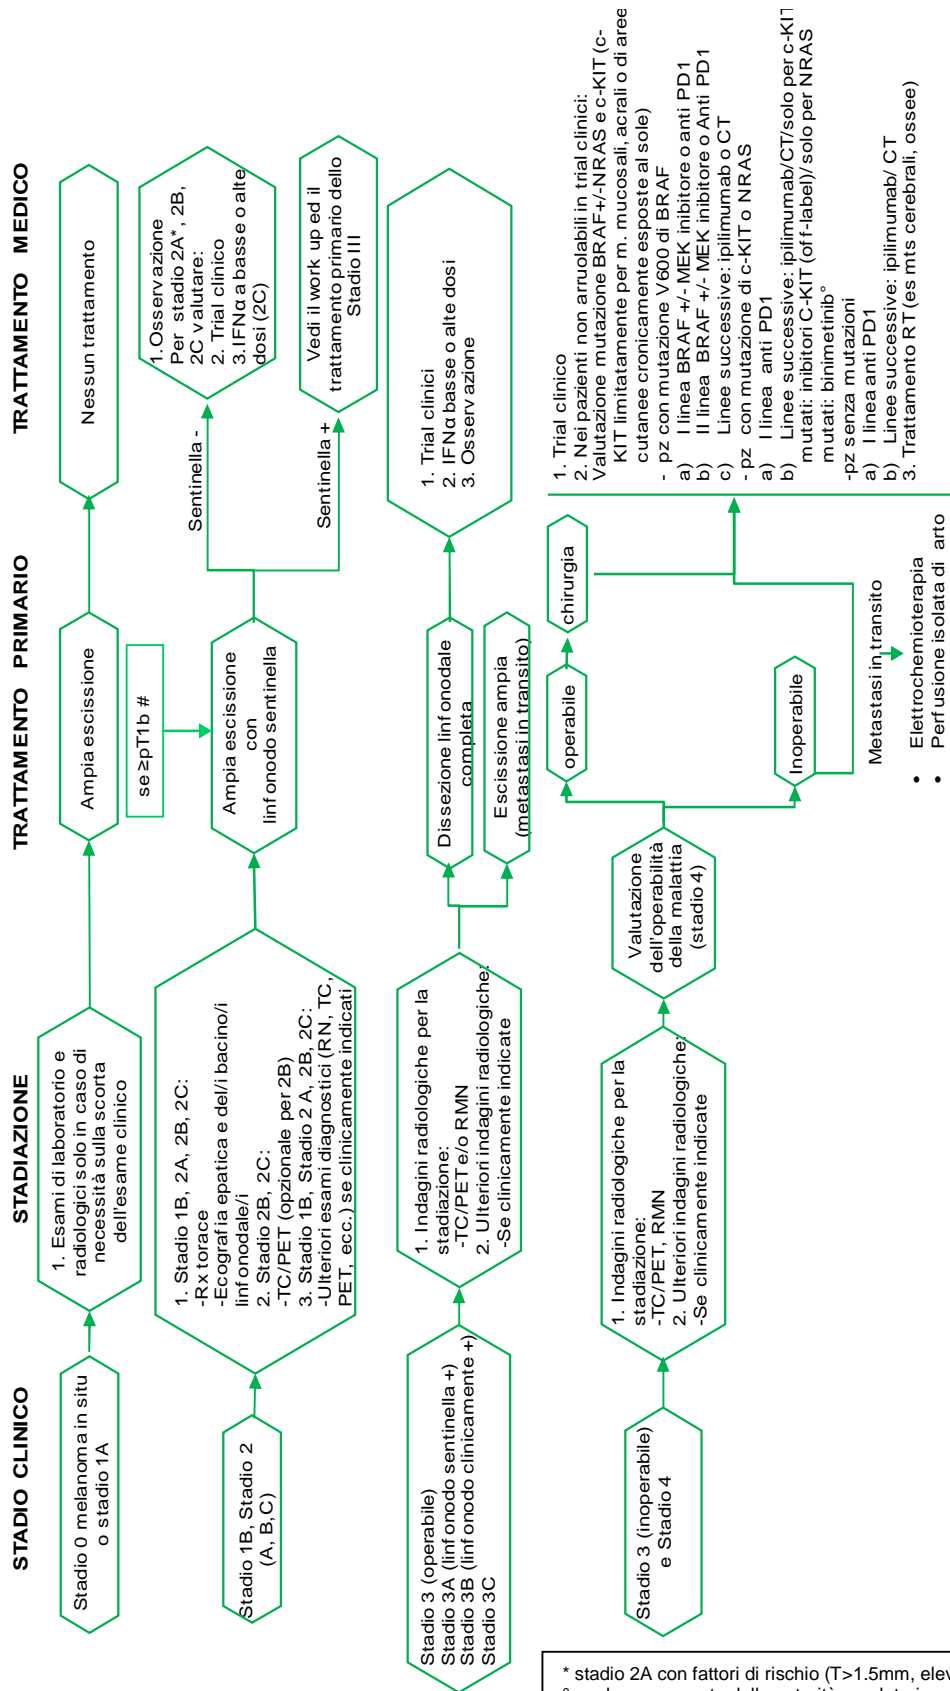 STADIO CLINICO
STADIAZIONE
TRATTAMENTO PRIMARIO
TRATTAMENTO MEDICO
Stadio 0 melanoma in situ
o stadio 1A
1. Esami di laboratorio e
radiologici solo in caso di
necessità sulla scorta
dell'esame clinico
Ampia escissione
Nessun trattamento
se ≥pT1b #
Stadio 1B, Stadio 2
(A, B,C)
1. Stadio 1B, 2A, 2B, 2C:
-Rx torace
-Ecografia epatica e del/i bacino/i
linfonodale/i
2. Stadio 2B, 2C:
-TC/PET (opzionale per 2B)
3. Stadio 1B, Stadio 2 A, 2B, 2C:
-Ulteriori esami diagnostici (RN, TC,
PET, ecc.) se clinicamente indicati
Ampia escissione
con
linfonodo sentinella
Sentinella -
Sentinella +
1.Osservazione
Per stadio 2A*, 2B,
2C valutare:
2. Trial clinico
3.IFNα a basse o alte
dosi (2C)
Vedi il work up ed il
trattamento primario dello
Stadio III
Stadio 3 (operabile)
Stadio 3A (linfonodo sentinella +)
Stadio 3B (linfonodo clinicamente +)
Stadio 3C
1. Indagini radiologiche per la
stadiazione:
-TC/PET e/o RMN
2. Ulteriori indagini radiologiche:
-Se clinicamente indicate
Dissezione linfonodale
completa
Escissione ampia
(metastasi in transito)
1. Trial clinici
2. IFNα basse o alte dosi
3. Osservazione
Stadio 3 (inoperabile)
e Stadio 4
1. Indagini radiologiche per la
stadiazione:
-TC/PET, RMN
2. Ulteriori indagini radiologiche:
-Se clinicamente indicate
Valutazione
dell'operabilità
della malattia
(stadio 4)
operabile
chirurgia
Inoperabile
Metastasi in transito
• Elettrochemioterapia
• Perfusione isolata di arto
1. Trial clinico
2. Nei pazienti non arruolabili in trial clinici:
Valutazione mutazione BRAF+/-NRAS e c-KIT (c-
KIT limitatamente per m. mucosali, acrali o di aree
cutanee cronicamente esposte al sole)
- pz con mutazione V600 di BRAF
a) I linea BRAF +/- MEK inibitore o anti PD1
b) II linea BRAF +/- MEK inibitore o Anti PD1
c) Linee successive: ipilimumab o CT
- pz con mutazione di c-KIT o NRAS
a) I linea anti PD1
b) Linee successive: ipilimumab/CT/solo per c-KIT
mutati: inibitori C-KIT (off-label)/ solo per NRAS
mutati: binimetinib°
-pz senza mutazioni
a) I linea anti PD1
b) Linee successive: ipilimumab/ CT
3. Trattamento RT (es mts cerebrali, ossee)
* stadio 2A con fattori di rischio (T>1.5mm, elev